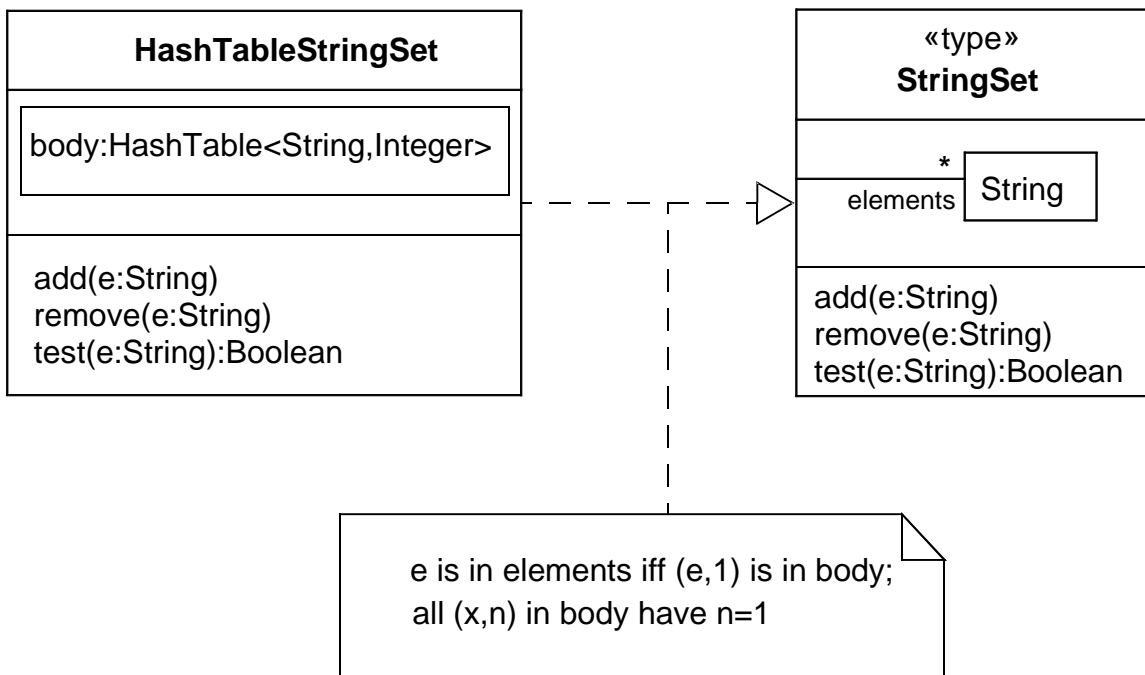 HashTableStringSet
body:HashTable<String,Integer>
add(e:String)
remove(e:String)
test(e:String):Boolean
«type»
StringSet
*
elements
String
add(e:String)
remove(e:String)
test(e:String):Boolean
e is in elements iff (e,1) is in body;
all (x,n) in body have n=1